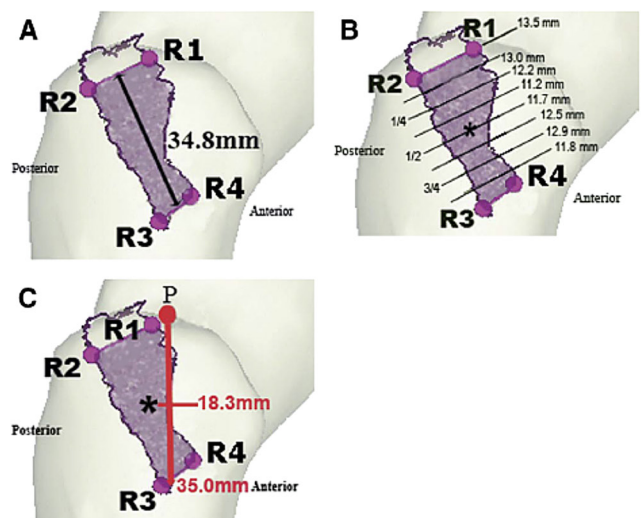 A
R1
R2
34.8mm
Posterior
R4
R3
Anterior
B
R1
13.5 mm
R2
13.0 mm
12.2 mm
11.2 mm
1/4
11.7 mm
*
12.5 mm
Posterior
1/2
12.9 mm
11.8 mm
3/4
R4
R3
Anterior
C
P
R1
R2
*
18.3mm
Posterior
R4
R3
35.0mm Anterior